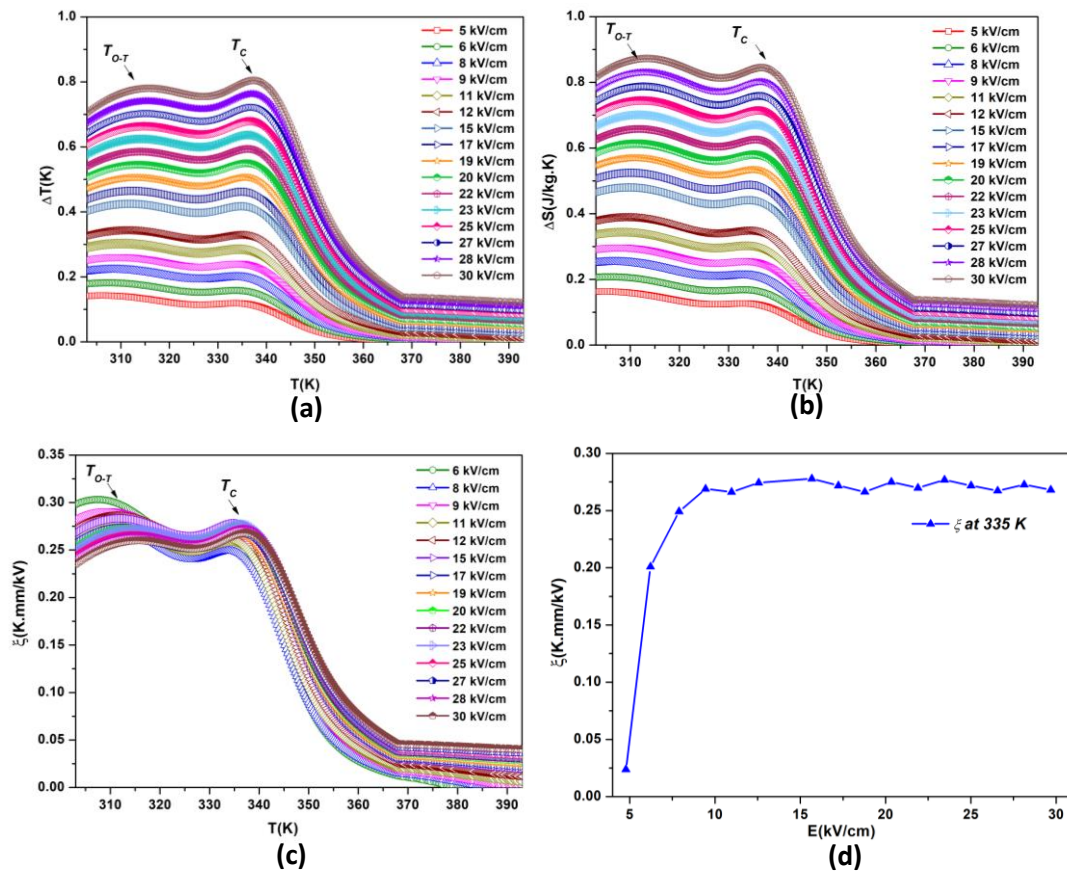 1.0
0.8
0.6
0.4
0.2
0.0
ΔT(K)
T_O-T
T_C
5 kV/cm
6 kV/cm
8 kV/cm
9 kV/cm
11 kV/cm
12 kV/cm
15 kV/cm
17 kV/cm
19 kV/cm
20 kV/cm
22 kV/cm
23 kV/cm
25 kV/cm
27 kV/cm
28 kV/cm
30 kV/cm
310 320 330 340 350 360 370 380 390
T(K)
(a)
1.0
0.8
0.6
0.4
0.2
0.0
ΔS(J/kg.K)
T_O-T
T_C
5 kV/cm
6 kV/cm
8 kV/cm
9 kV/cm
11 kV/cm
12 kV/cm
15 kV/cm
17 kV/cm
19 kV/cm
20 kV/cm
22 kV/cm
23 kV/cm
25 kV/cm
27 kV/cm
28 kV/cm
30 kV/cm
310 320 330 340 350 360 370 380 390
T(K)
(b)
0.35
0.30
0.25
0.20
0.15
0.10
0.05
0.00
ξ(K.mm/kV)
T_O-T
T_C
6 kV/cm
8 kV/cm
9 kV/cm
11 kV/cm
12 kV/cm
15 kV/cm
17 kV/cm
19 kV/cm
20 kV/cm
22 kV/cm
23 kV/cm
25 kV/cm
27 kV/cm
28 kV/cm
30 kV/cm
310 320 330 340 350 360 370 380 390
T(K)
(c)
0.30
0.25
0.20
0.15
0.10
0.05
0.00
ξ(K.mm/kV)
ξ at 335 K
5 10 15 20 25 30
E(kV/cm)
(d)